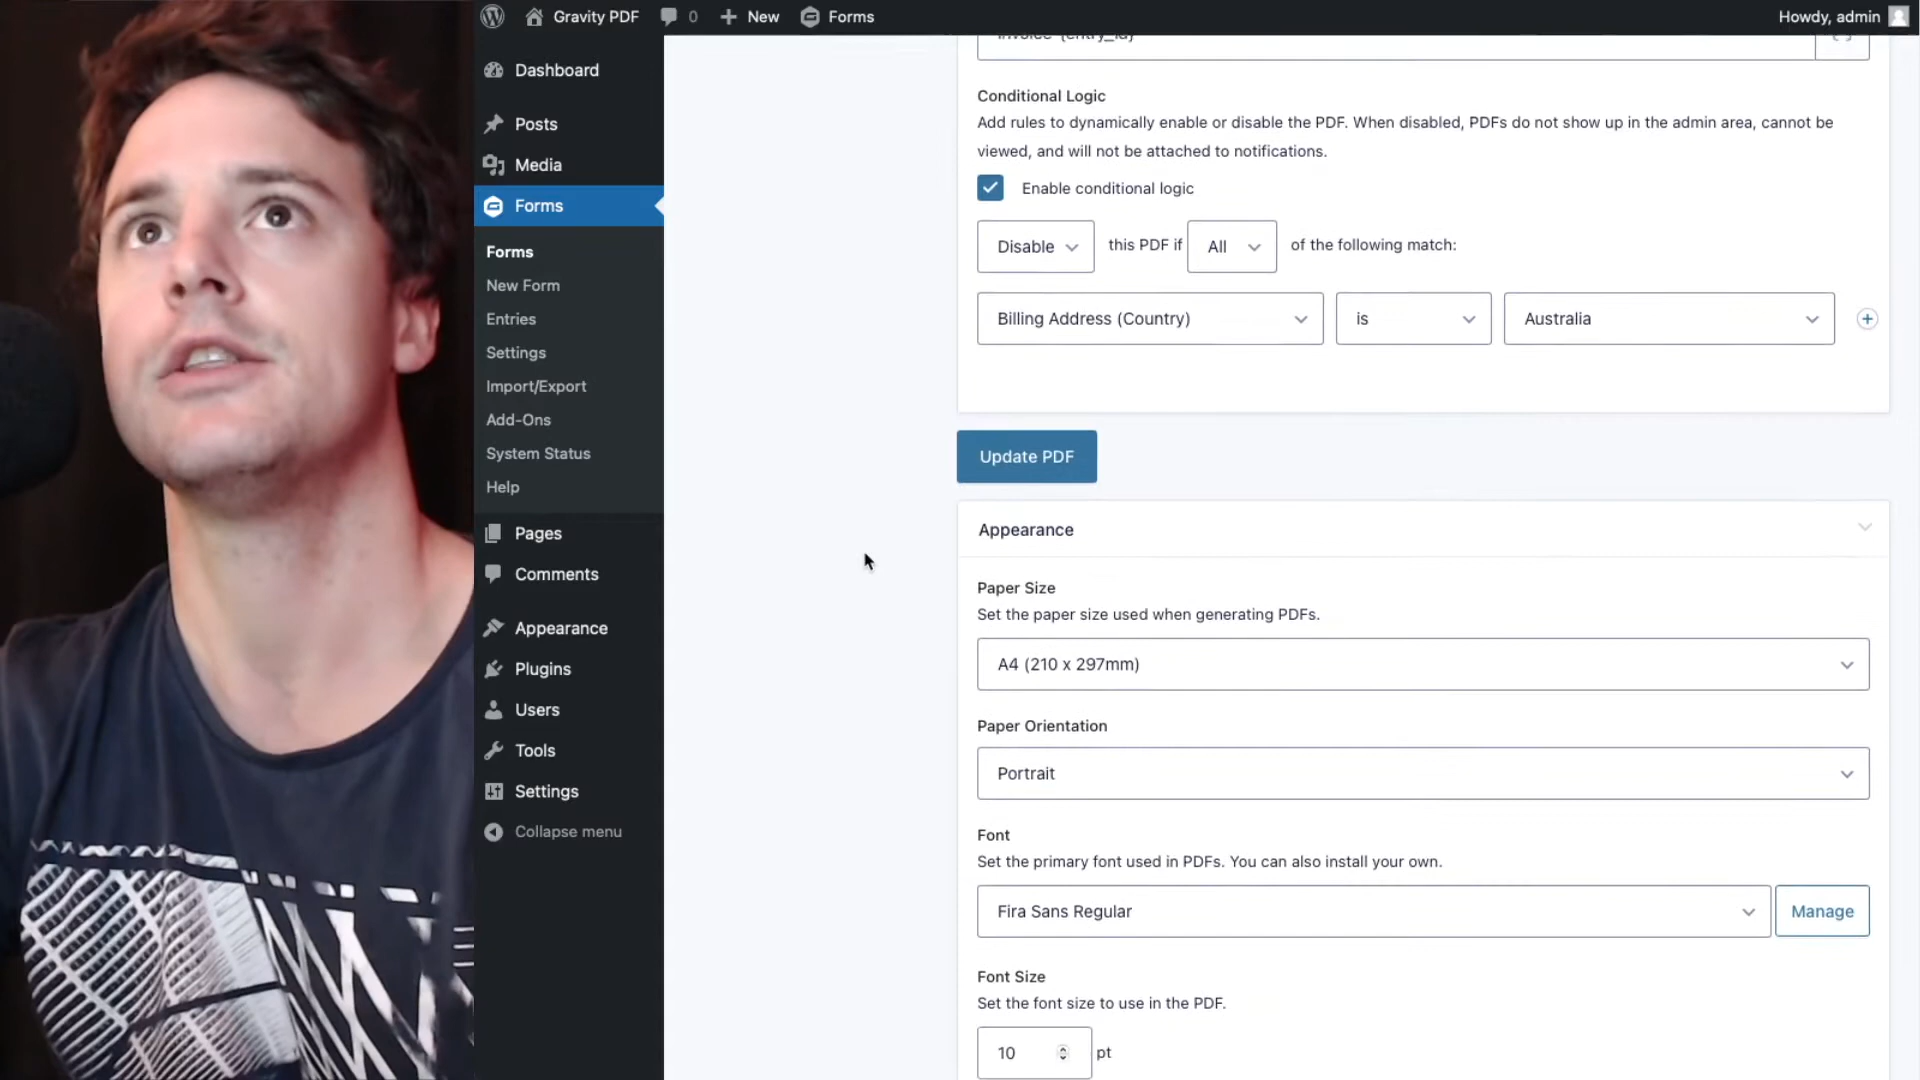 Gravity PDF
0
New
Forms
Howdy, admin
Dashboard
Posts
Media
Forms
Forms
New Form
Entries
Settings
Import/Export
Add-Ons
System Status
Help
Pages
Comments
Appearance
Plugins
Users
Tools
Settings
Collapse menu
Invoice-{entry_id}
Conditional Logic
Add rules to dynamically enable or disable the PDF. When disabled, PDFs do not show up in the admin area, cannot be
viewed, and will not be attached to notifications.
Enable conditional logic
Disable this PDF if All of the following match:
Billing Address (Country) is Australia
Update PDF
Appearance
Paper Size
Set the paper size used when generating PDFs.
A4 (210 x 297mm)
Paper Orientation
Portrait
Font
Set the primary font used in PDFs. You can also install your own.
Fira Sans Regular
Manage
Font Size
Set the font size to use in the PDF.
10 pt